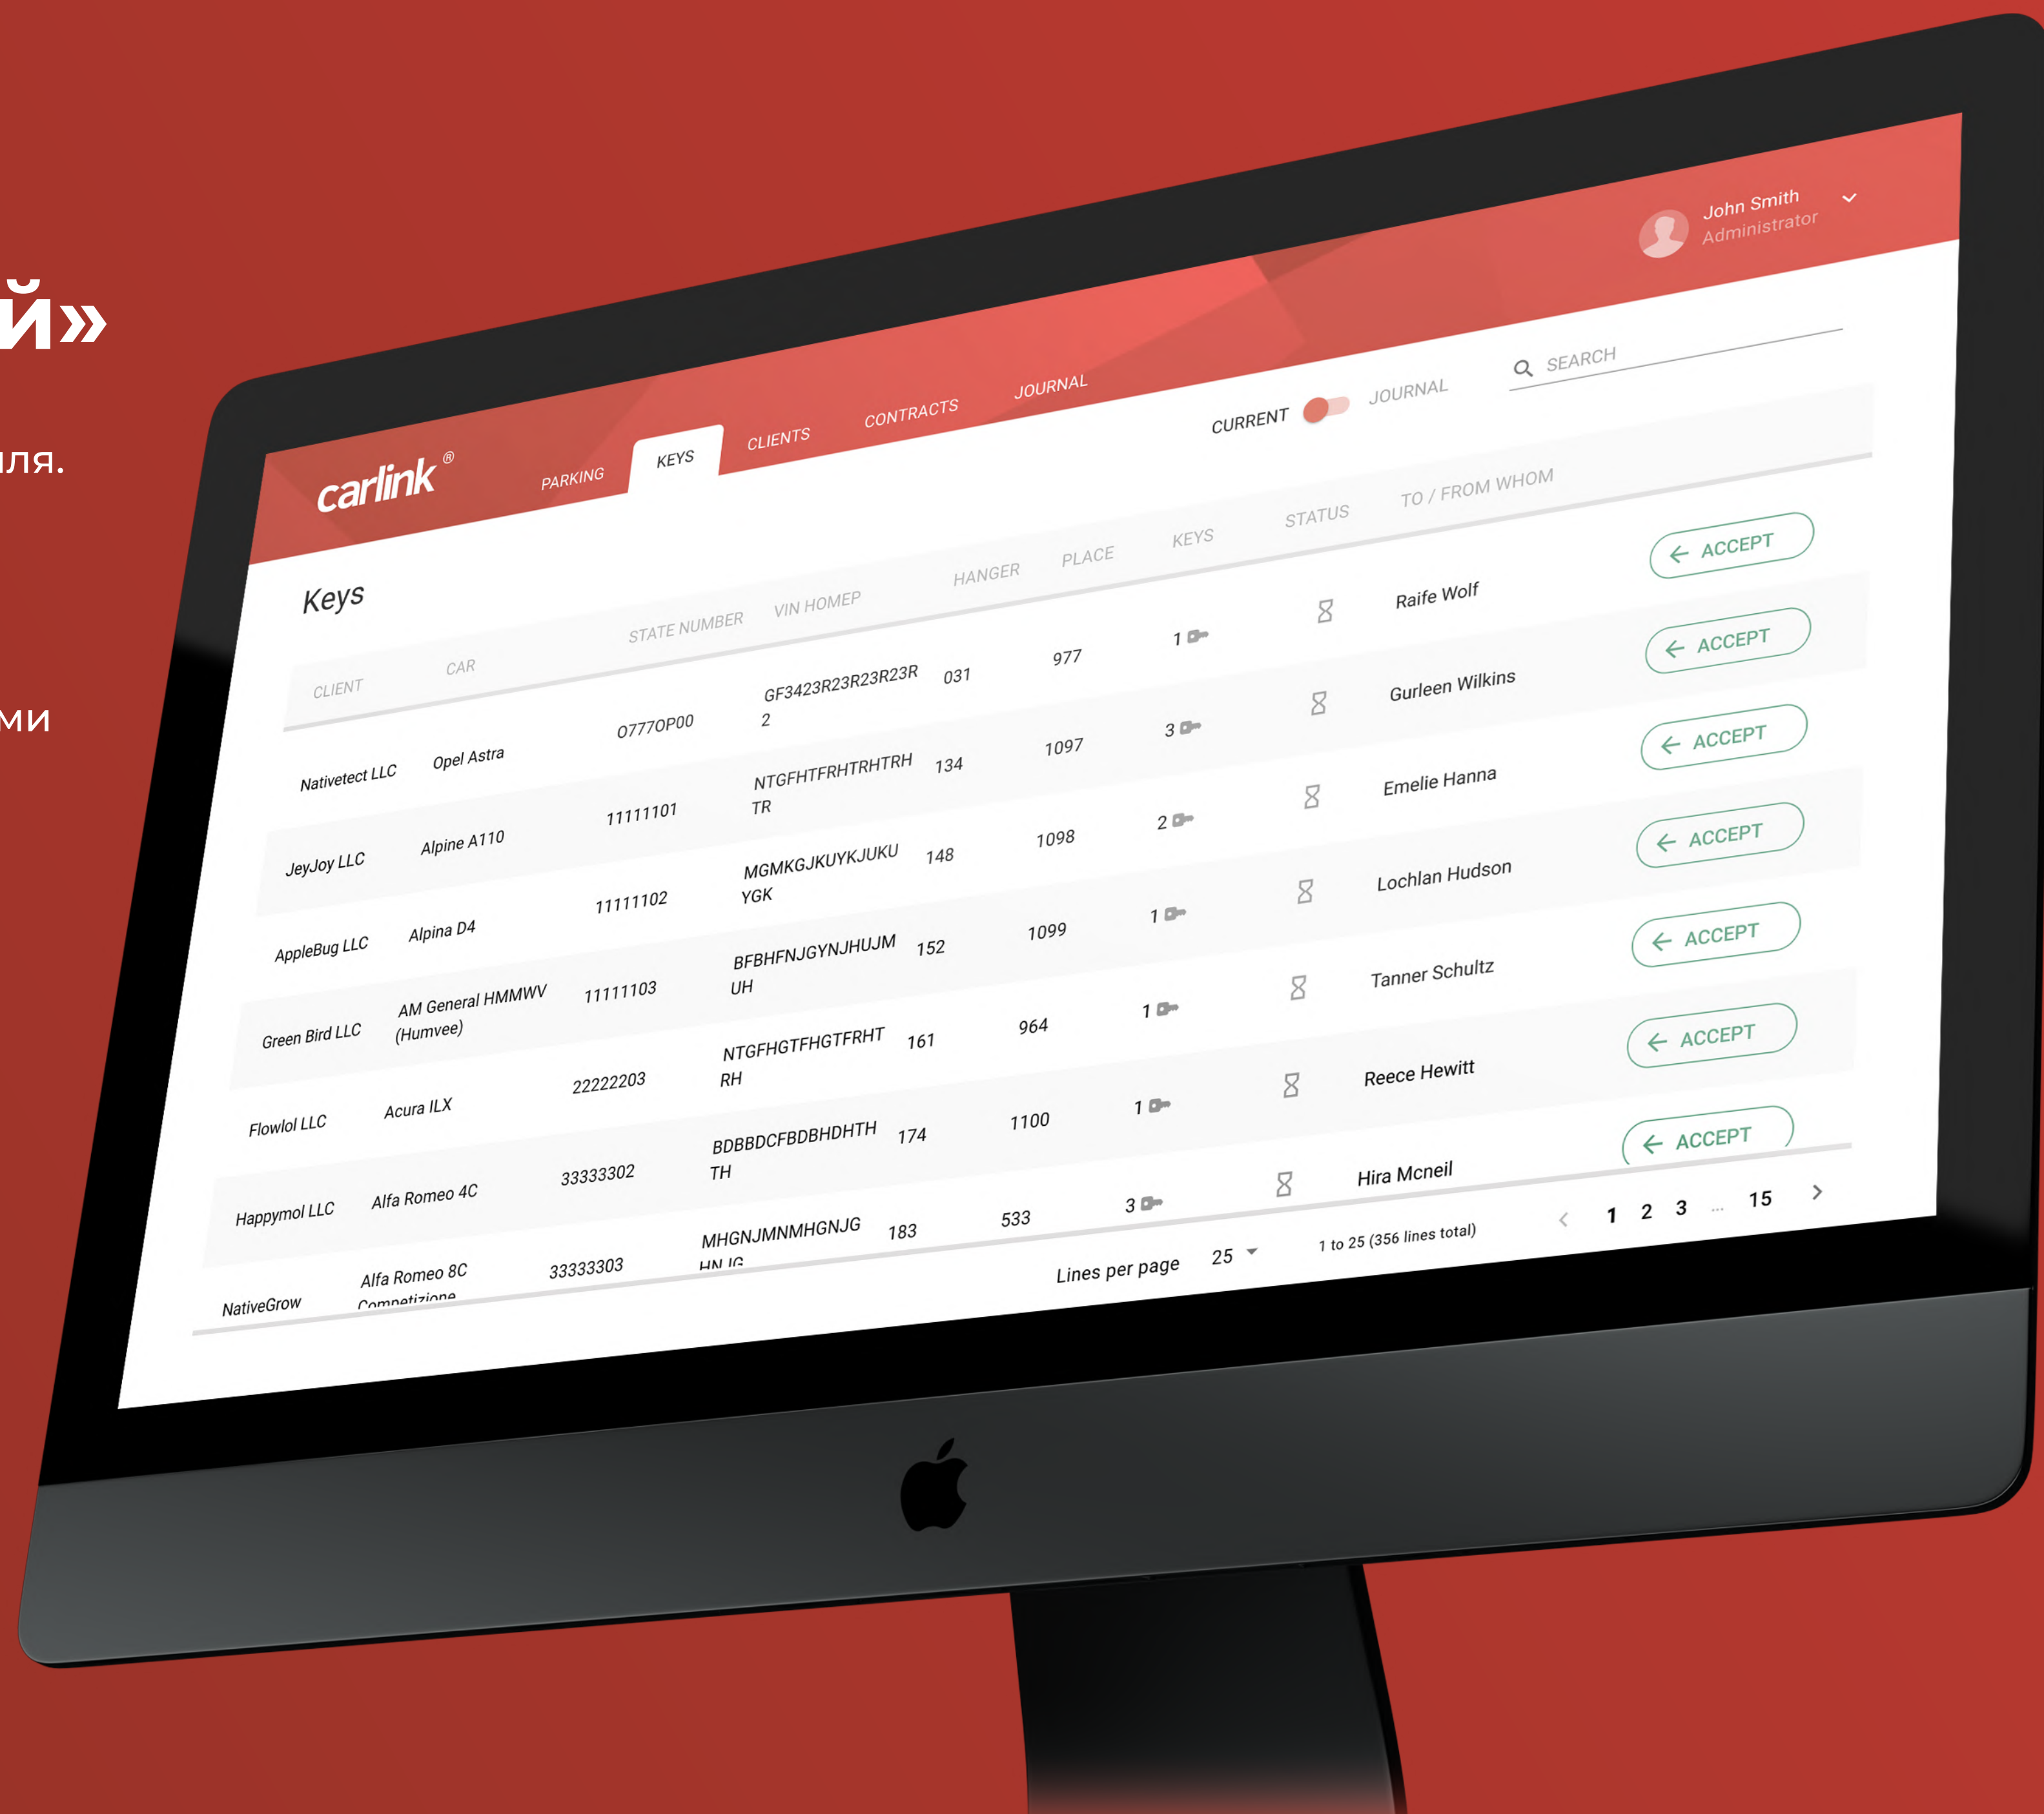 й»
ля.
ми
carlink ®
PARKING
KEYS
CLIENTS
CONTRACTS
JOURNAL
John Smith
Administrator
Keys
CURRENT
JOURNAL
SEARCH
CLIENT CAR STATE NUMBER VIN HOMEP HANGER PLACE KEYS STATUS TO / FROM WHOM
Nativetect LLC Opel Astra O777OP00 GF3423R23R23R23R 031 977 1 Raife Wolf ACCEPT
2
JeyJoy LLC Alpine A110 11111101 NTGFHTFRHTRHTRH 134 1097 3 Gurleen Wilkins ACCEPT
TR
AppleBug LLC Alpina D4 11111102 MGMKGJKUYKJUKU 148 1098 2 Emelie Hanna ACCEPT
YGK
Green Bird LLC AM General HMMWV 11111103 BFBHFNJGYNJHUJM 152 1099 1 Lochlan Hudson ACCEPT
(Humvee) UH
Flowlol LLC Acura ILX 22222203 NTGFHGTFHGTFRHT 161 964 1 Tanner Schultz ACCEPT
RH
Happymol LLC Alfa Romeo 4C 33333302 BDBBDCFBDBHDHTH 174 1100 1 Reece Hewitt ACCEPT
TH
NativeGrow Alfa Romeo 8C 33333303 MHGNJMNMHGNJG 183 533 3 Hira Mcneil ACCEPT
Competizione HNJG
Lines per page 25 1 to 25 (356 lines total) 1 2 3 ... 15